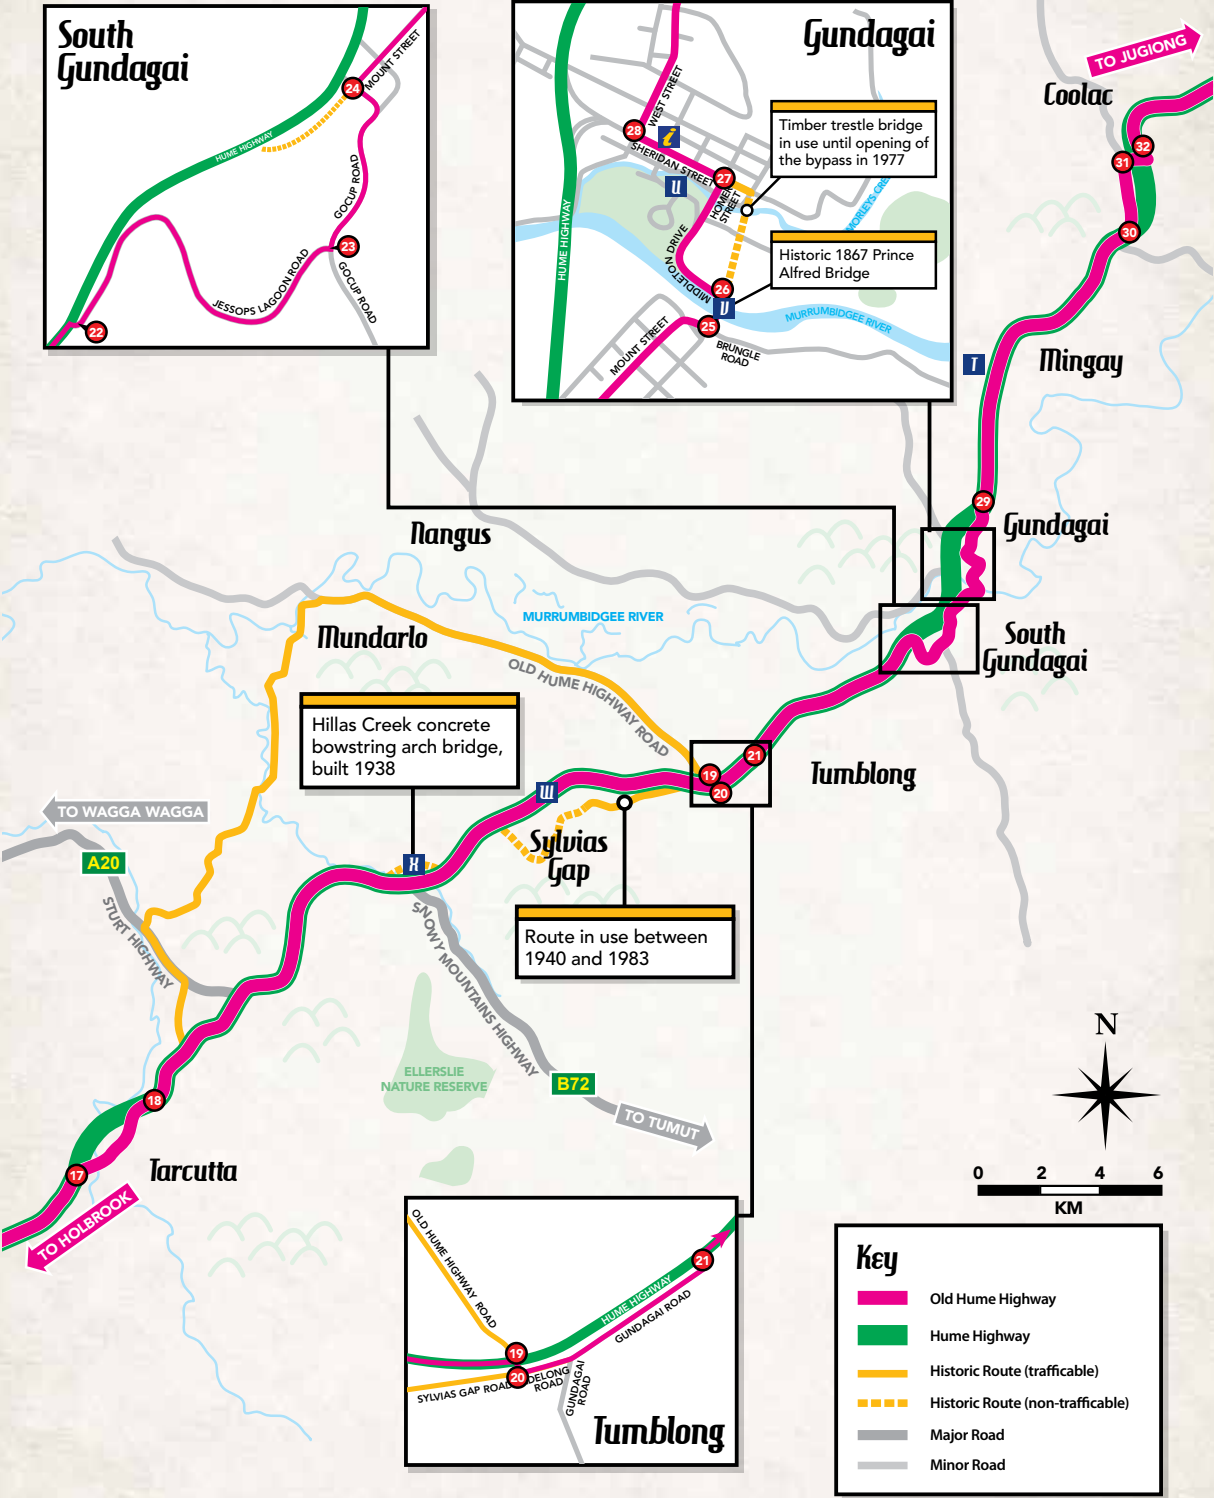 South
Gundagai
24
MOUNT STREET
HUME HIGHWAY
GOCUP ROAD
23
JESSOPS LAGOON ROAD
GOCUP ROAD
22
Gundagai
WEST STREET
28
i
SHERIDAN STREET
27
U
HOMER
STREET
Timber trestle bridge
in use until opening of
the bypass in 1977
MORLEYS CRE
HUME HIGHWAY
MIDDLETON DRIVE
Historic 1867 Prince
Alfred Bridge
26
V
MURRUMBIDGEE RIVER
25
MOUNT STREET
BRUNGLE
ROAD
TO JUGIONG
Coolac
32
31
30
T
Mingay
29
Gundagai
Nangus
MURRUMBIDGEE RIVER
South
Gundagai
Mundarlo
OLD HUME HIGHWAY ROAD
Hillas Creek concrete
bowstring arch bridge,
built 1938
21
19
20
Tumblong
W
TO WAGGA WAGGA
Sylvias
Gap
A20
X
STURT HIGHWAY
SNOWY MOUNTAINS HIGHWAY
Route in use between
1940 and 1983
N
ELLERSLIE
NATURE RESERVE
B72
18
TO TUMUT
17
Tarcutta
TO HOLBROOK
0 2 4 6
KM
OLD HUME HIGHWAY ROAD
21
HUME HIGHWAY
GUNDAGAI ROAD
19
20
SYLVIAS GAP ROAD
DELONG
ROAD
GUNDAGAI
ROAD
Tumblong
Key
Old Hume Highway
Hume Highway
Historic Route (trafficable)
Historic Route (non-trafficable)
Major Road
Minor Road